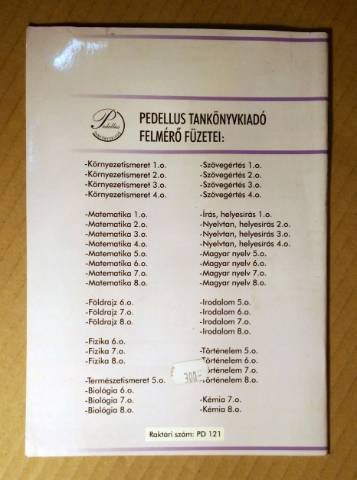 Pedellus
PEDELLUS TANKÖNYVKIADÓ
FELMÉRŐ FÜZETEI:
-Környezetismeret 1.o.
-Környezetismeret 2.o.
-Környezetismeret 3.o.
-Környezetismeret 4.o.
-Matematika 1.o.
-Matematika 2.o.
-Matematika 3.o.
-Matematika 4.o.
-Matematika 5.o.
-Matematika 6.o.
-Matematika 7.o.
-Matematika 8.o.
-Földrajz 6.o.
-Földrajz 7.o.
-Földrajz 8.o.
-Fizika 6.o.
-Fizika 7.o.
-Fizika 8.o.
-Természetismeret 5.o.
-Biológia 6.o.
-Biológia 7.o.
-Biológia 8.o.
-Szövegértés 1.o.
-Szövegértés 2.o.
-Szövegértés 3.o.
-Szövegértés 4.o.
-Írás, helyesírás 1.o.
-Nyelvtan, helyesírás 2.o.
-Nyelvtan, helyesírás 3.o.
-Nyelvtan, helyesírás 4.o.
-Magyar nyelv 5.o.
-Magyar nyelv 6.o.
-Magyar nyelv 7.o.
-Magyar nyelv 8.o.
-Irodalom 5.o.
-Irodalom 6.o.
-Irodalom 7.o.
-Irodalom 8.o.
-Történelem 5.o.
Történelem 6.o.
örténelem 7.o.
örténelem 8.o.
-Kémia 7.o.
-Kémia 8.o.
300.-
Raktári szám: PD 121